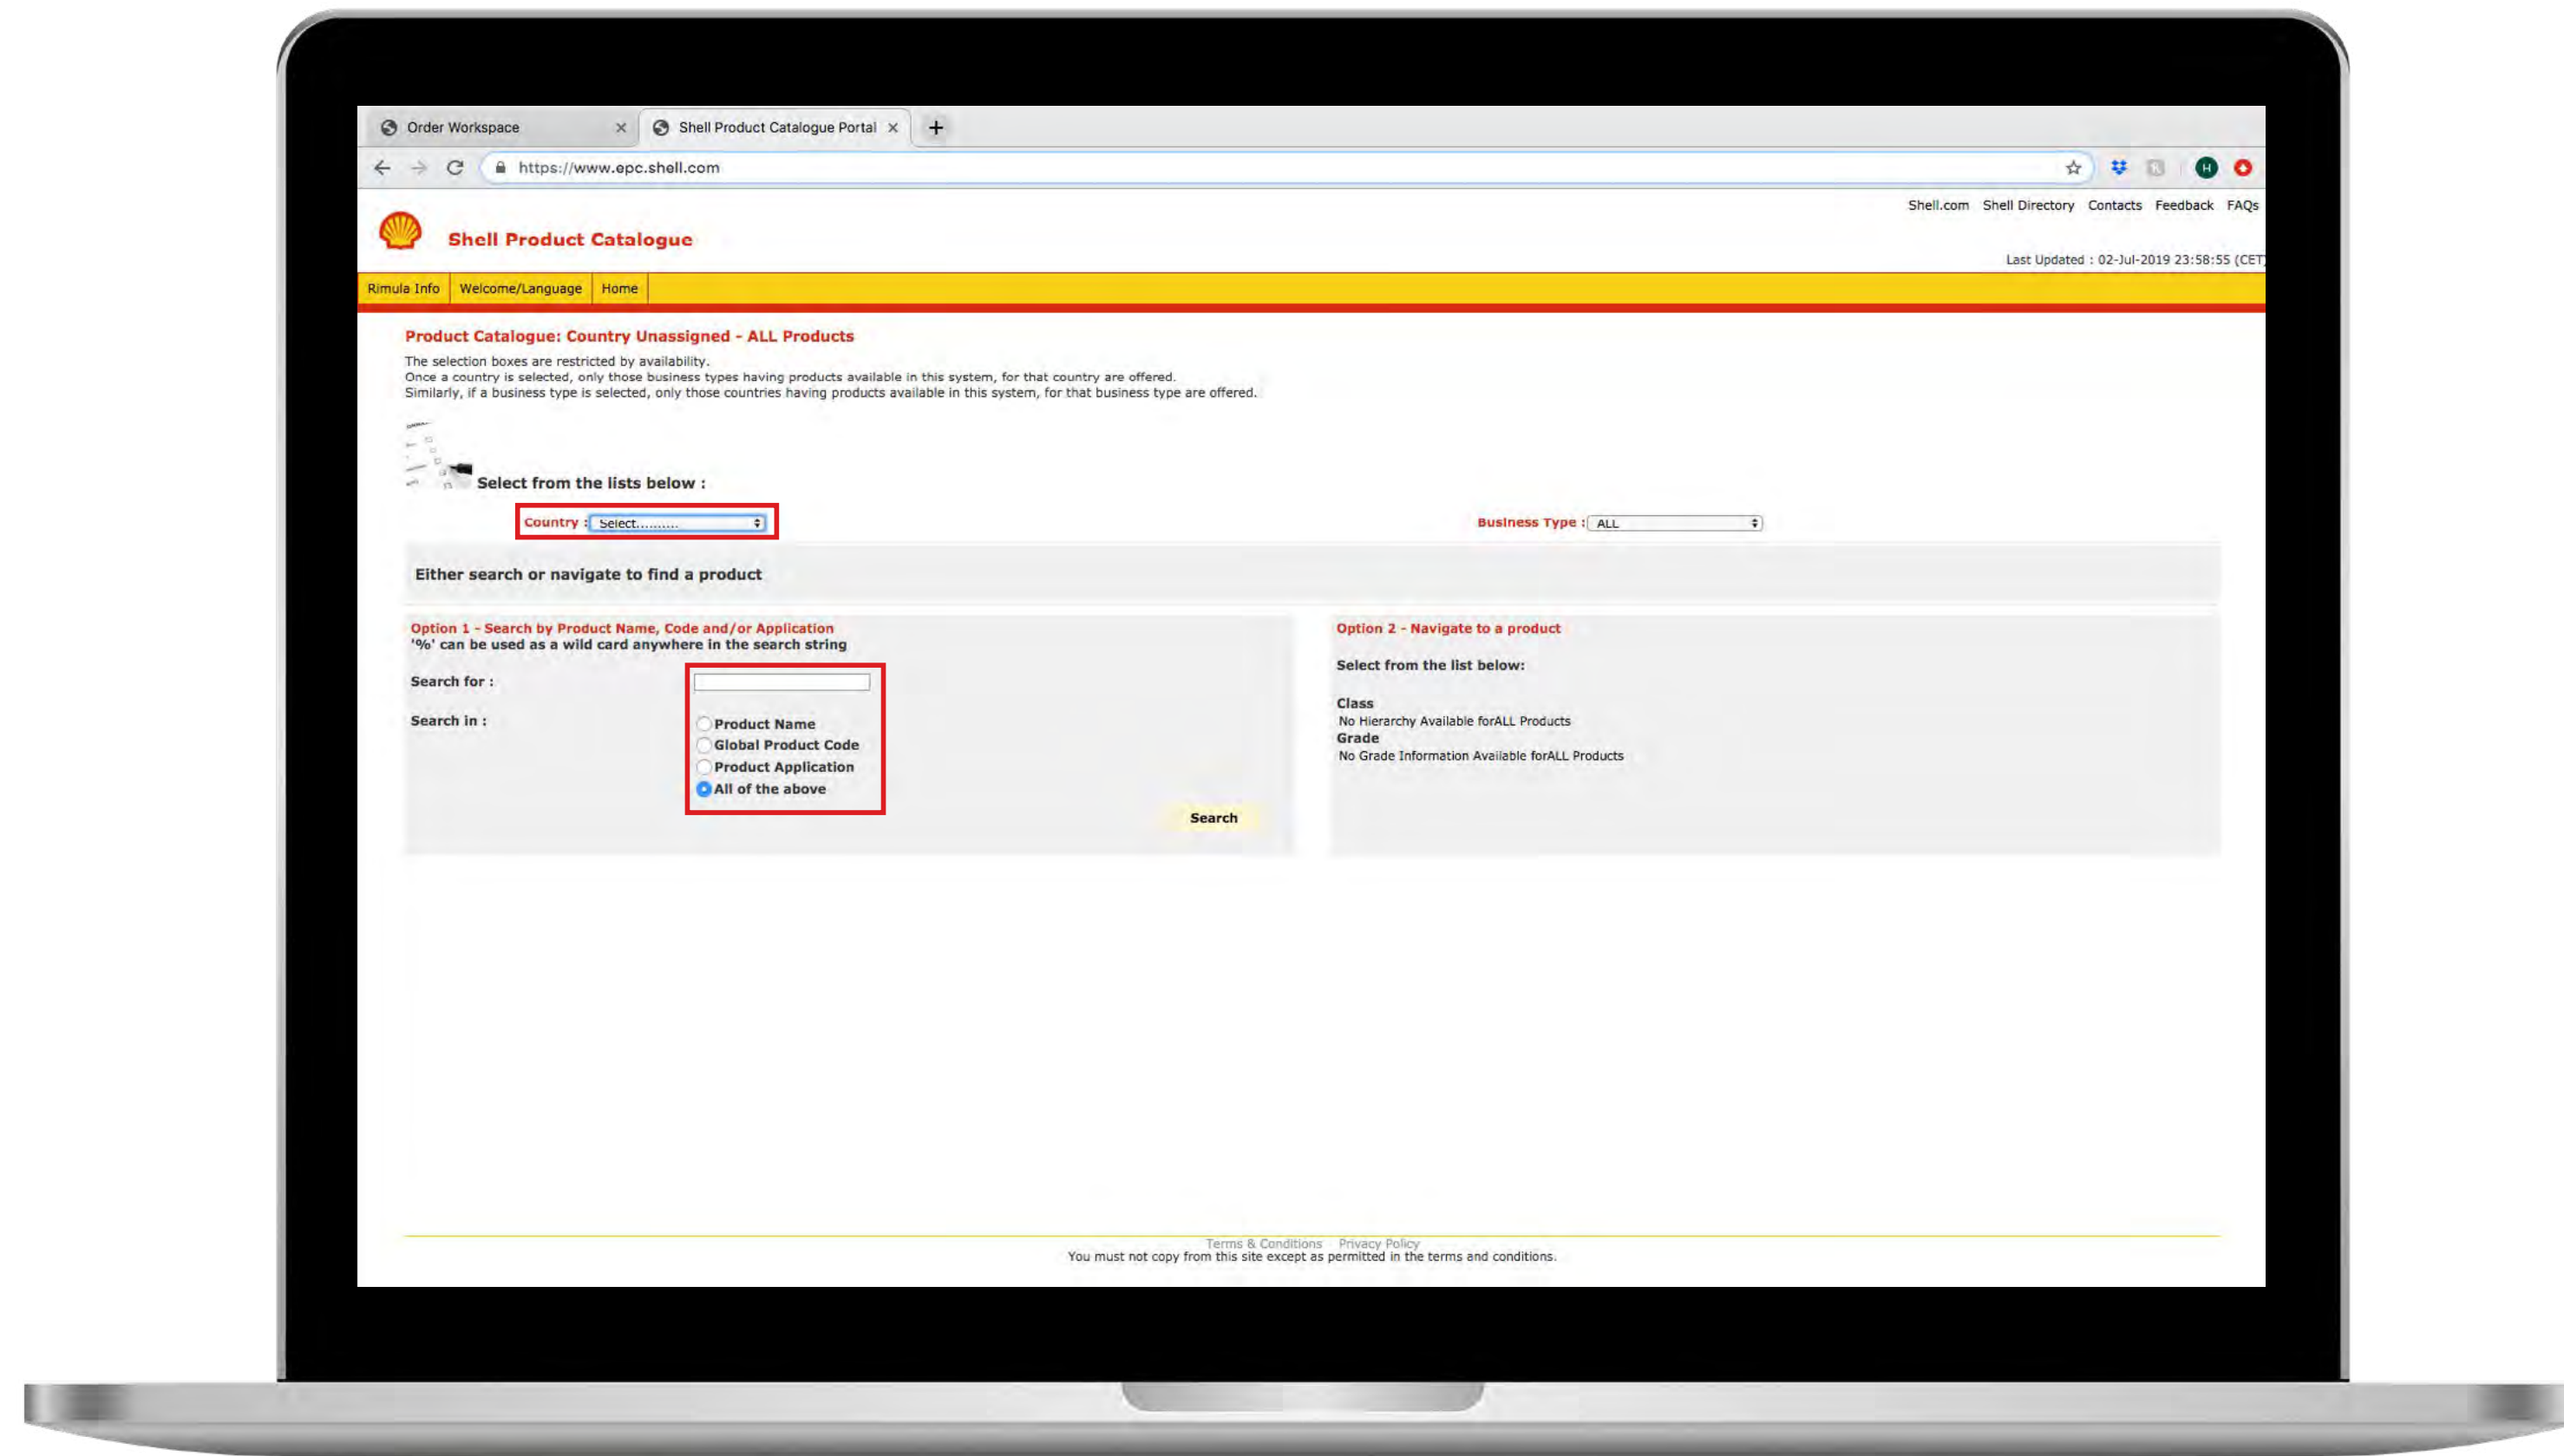 Order Workspace
Shell Product Catalogue Portal
https://www.epc.shell.com
H
Shell.com Shell Directory Contacts Feedback FAQs
Shell Product Catalogue
Last Updated : 02-Jul-2019 23:58:55 (CET)
Rimula Info Welcome/Language Home
Product Catalogue: Country Unassigned - ALL Products
The selection boxes are restricted by availability.
Once a country is selected, only those business types having products available in this system, for that country are offered.
Similarly, if a business type is selected, only those countries having products available in this system, for that business type are offered.
Select from the lists below :
Country : Select.......... Business Type : ALL
Either search or navigate to find a product
Option 1 - Search by Product Name, Code and/or Application
'%' can be used as a wild card anywhere in the search string
Search for :
Search in :
Product Name
Global Product Code
Product Application
All of the above
Search
Option 2 - Navigate to a product
Select from the list below:
Class
No Hierarchy Available forALL Products
Grade
No Grade Information Available forALL Products
Terms & Conditions Privacy Policy
You must not copy from this site except as permitted in the terms and conditions.